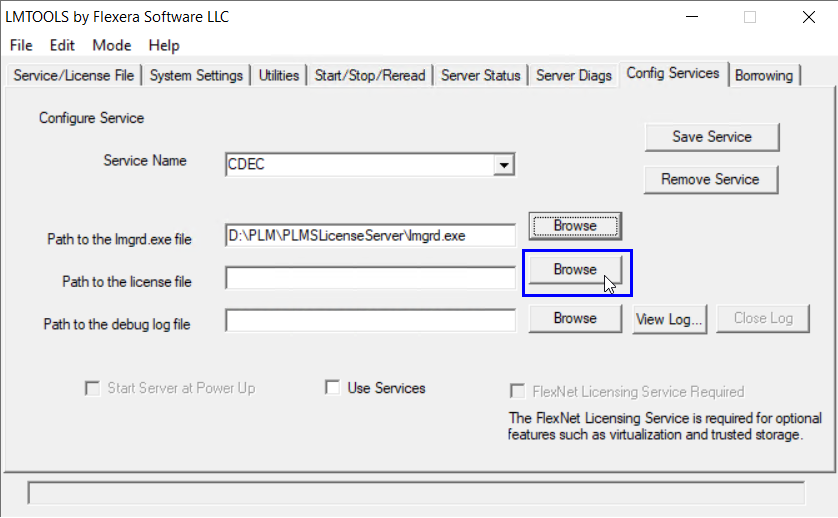 LMTOOLS by Flexera Software LLC
File Edit Mode Help
Service/License File System Settings Utilities Start/Stop/Reread Server Status Server Diags Config Services Borrowing
Configure Service
Save Service
Service Name CDEC
Remove Service
Path to the lmgrd.exe file D:\PLM\PLMSLicenseServer\lmgrd.exe Browse
Path to the license file Browse
Path to the debug log file Browse View Log... Close Log
Start Server at Power Up Use Services FlexNet Licensing Service Required
The FlexNet Licensing Service is required for optional
features such as virtualization and trusted storage.